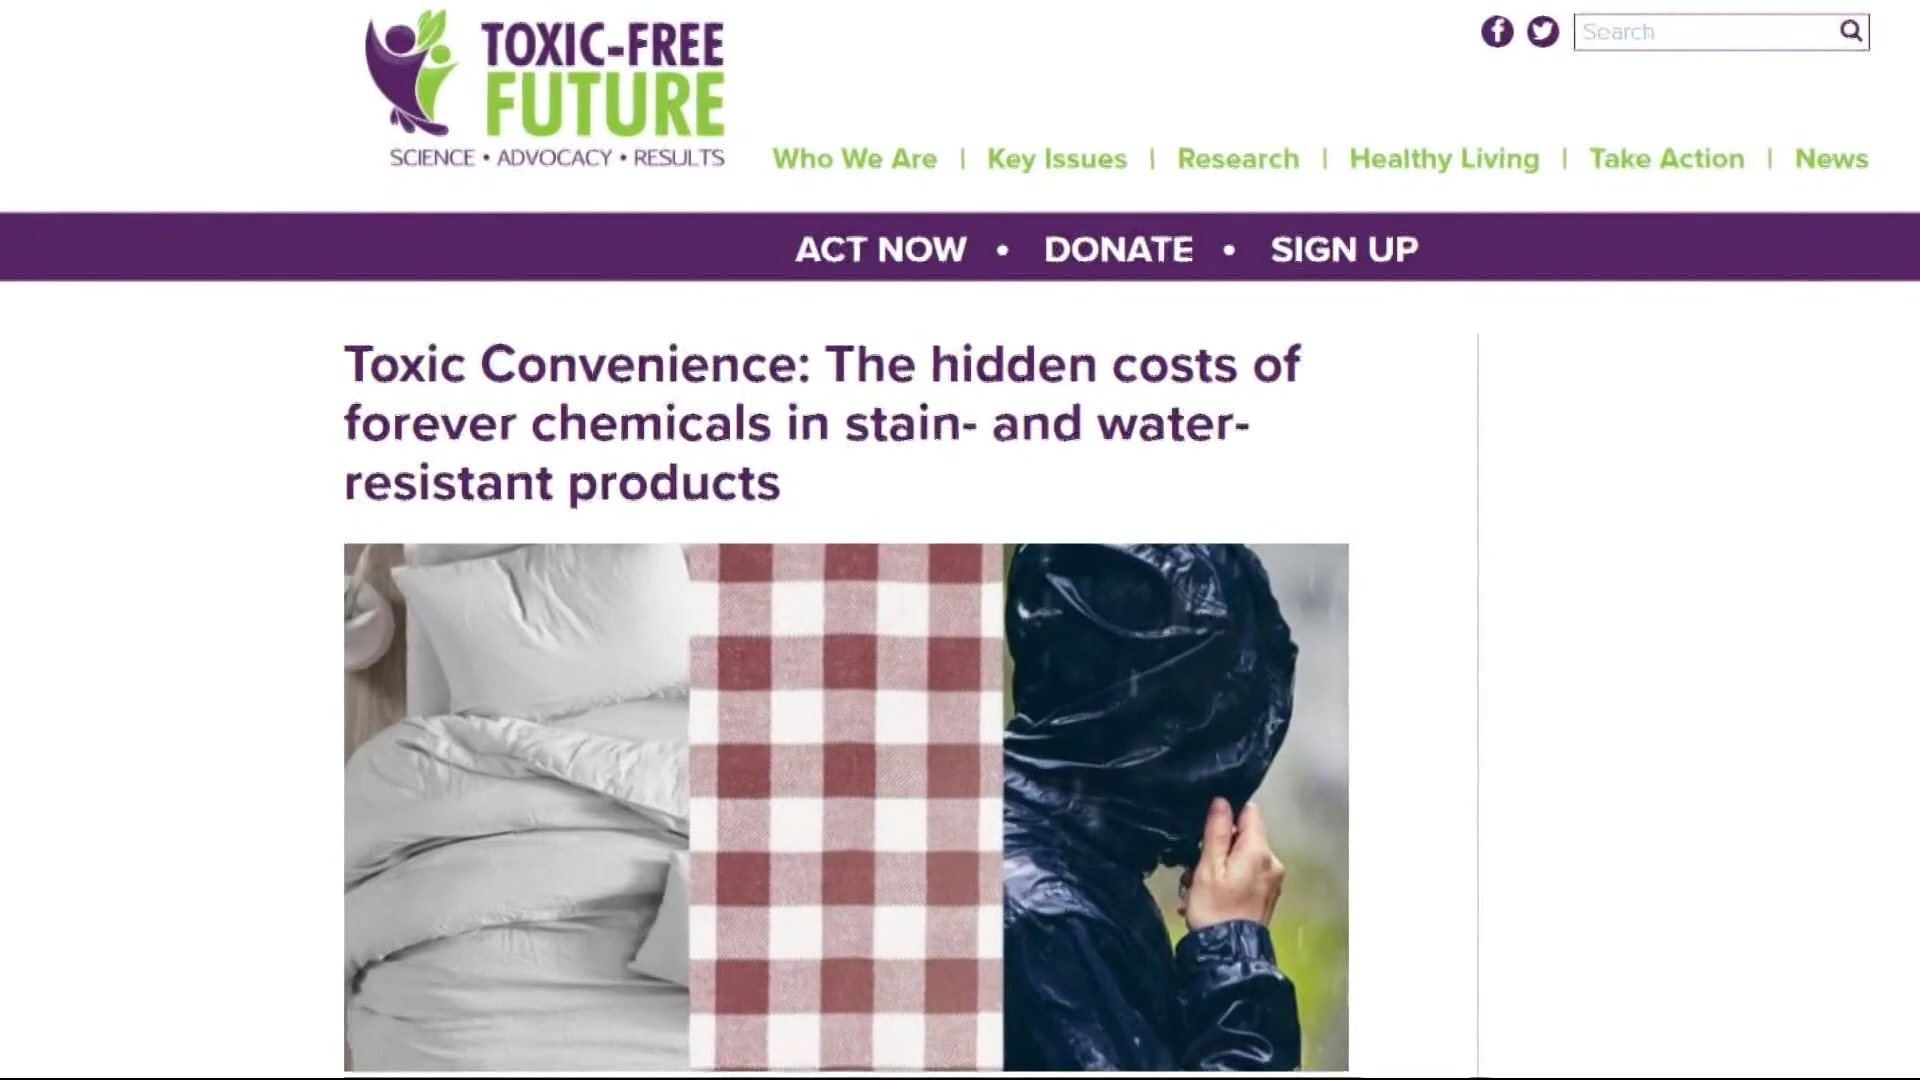 TOXIC-FREE
FUTURE
SCIENCE • ADVOCACY • RESULTS
Search
Who We Are | Key Issues | Research | Healthy Living | Take Action | News
ACT NOW • DONATE • SIGN UP
Toxic Convenience: The hidden costs of
forever chemicals in stain- and water-
resistant products